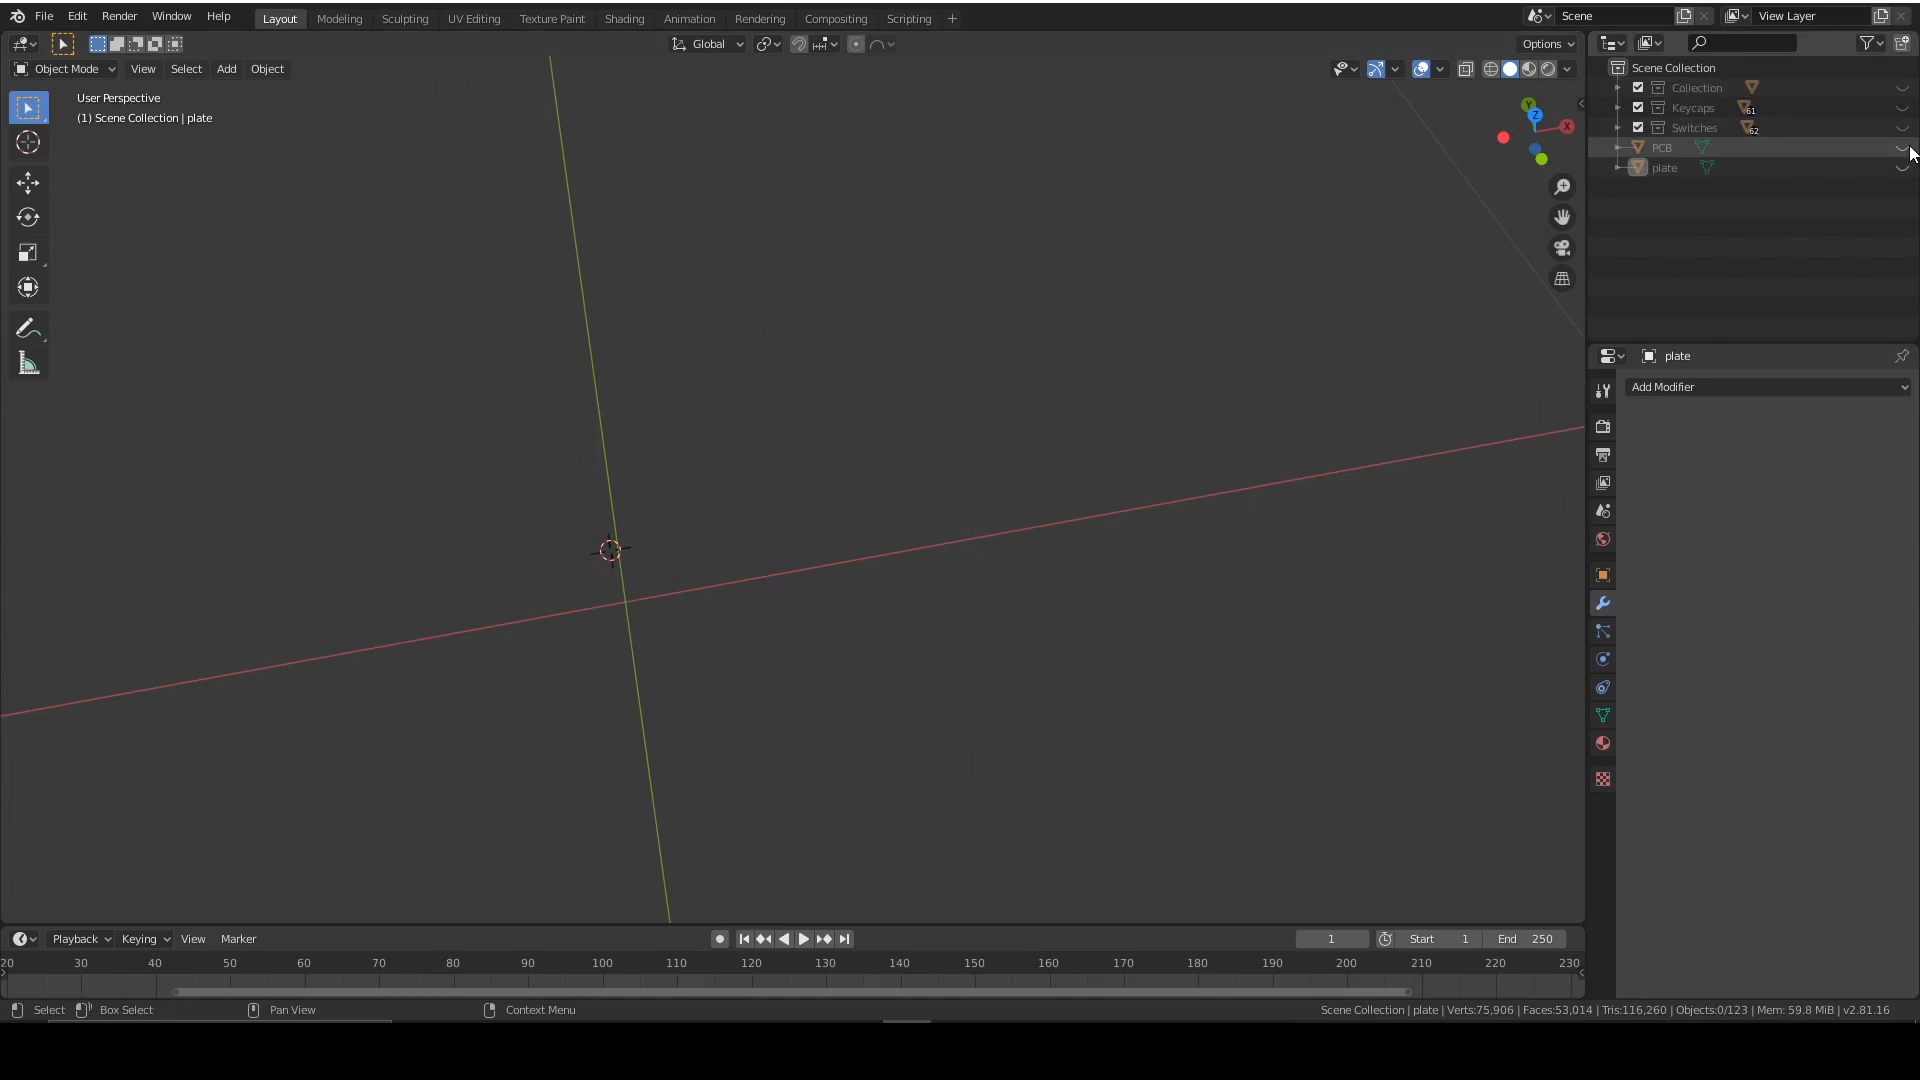 File Edit Render Window Help Layout Modeling Sculpting UV Editing Texture Paint Shading Animation Rendering Compositing Scripting + Scene View Layer
Global Options
Object Mode View Select Add Object
User Perspective
(1) Scene Collection | plate
Y
Z
X
Scene Collection
Collection
Keycaps 61
Switches 62
PCB
plate
plate
Add Modifier
Playback Keying View Marker 1 Start 1 End 250
20 30 40 50 60 70 80 90 100 110 120 130 140 150 160 170 180 190 200 210 220 230
Select Box Select Pan View Context Menu Scene Collection | plate | Verts:75,906 | Faces:53,014 | Tris:116,260 | Objects:0/123 | Mem: 59.8 MiB | v2.81.16